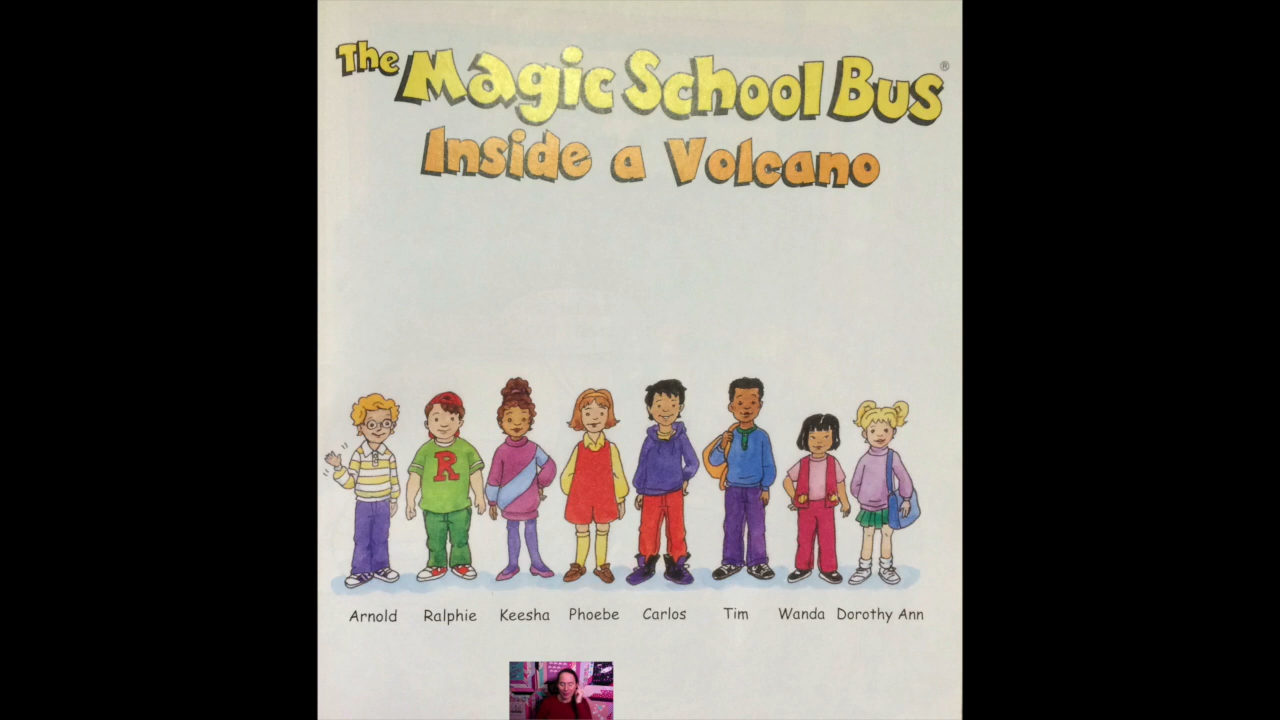 The Magic School Bus®
Inside a Volcano
R
Arnold Ralphie Keesha Phoebe Carlos Tim Wanda Dorothy Ann